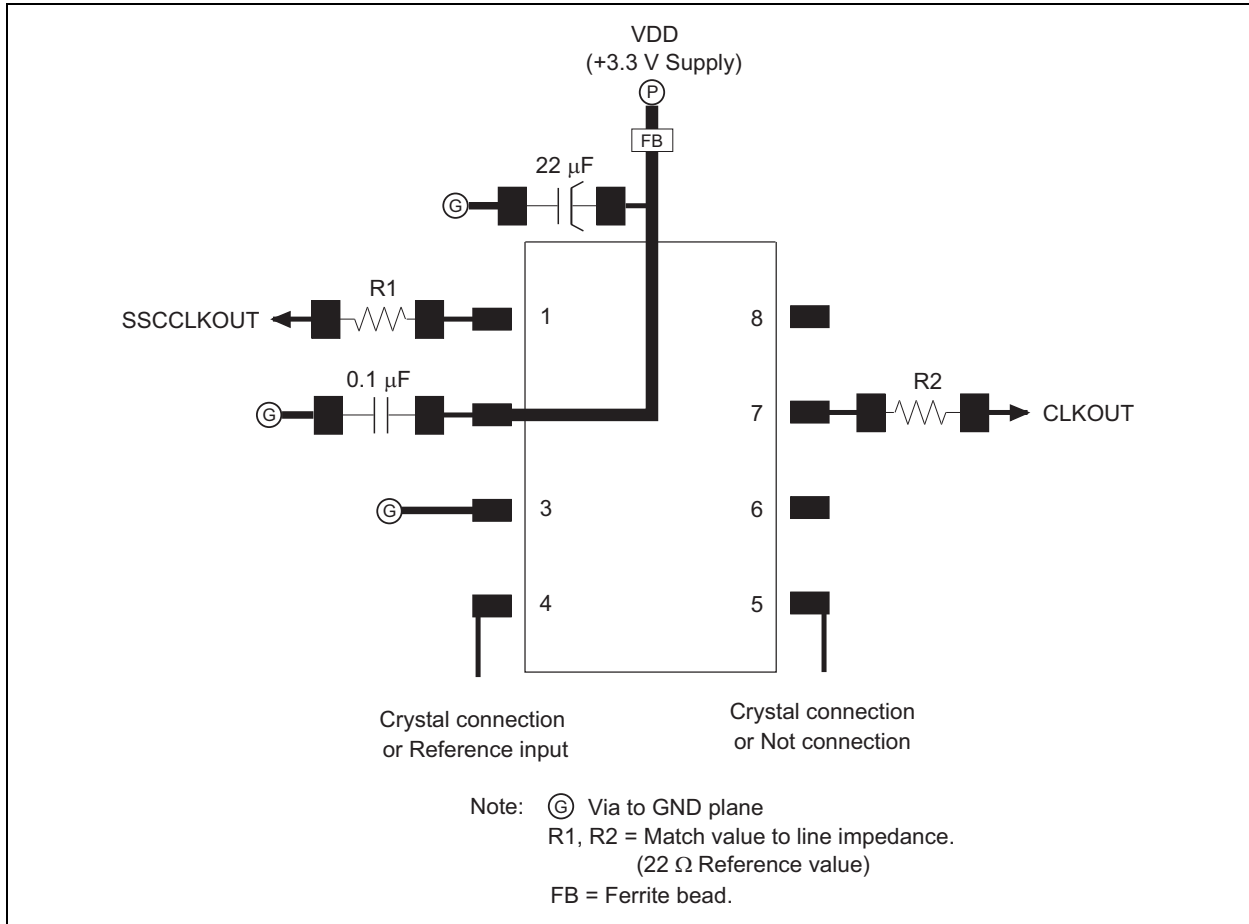 VDD
(+3.3 V Supply)
P
FB
22 μF
G
R1
1
8
SSCCLKOUT
0.1 μF
R2
G
7
CLKOUT
G
3
6
4
5
Crystal connection
or Reference input
Crystal connection
or Not connection
Note: G Via to GND plane
R1, R2 = Match value to line impedance.
(22 Ω Reference value)
FB = Ferrite bead.